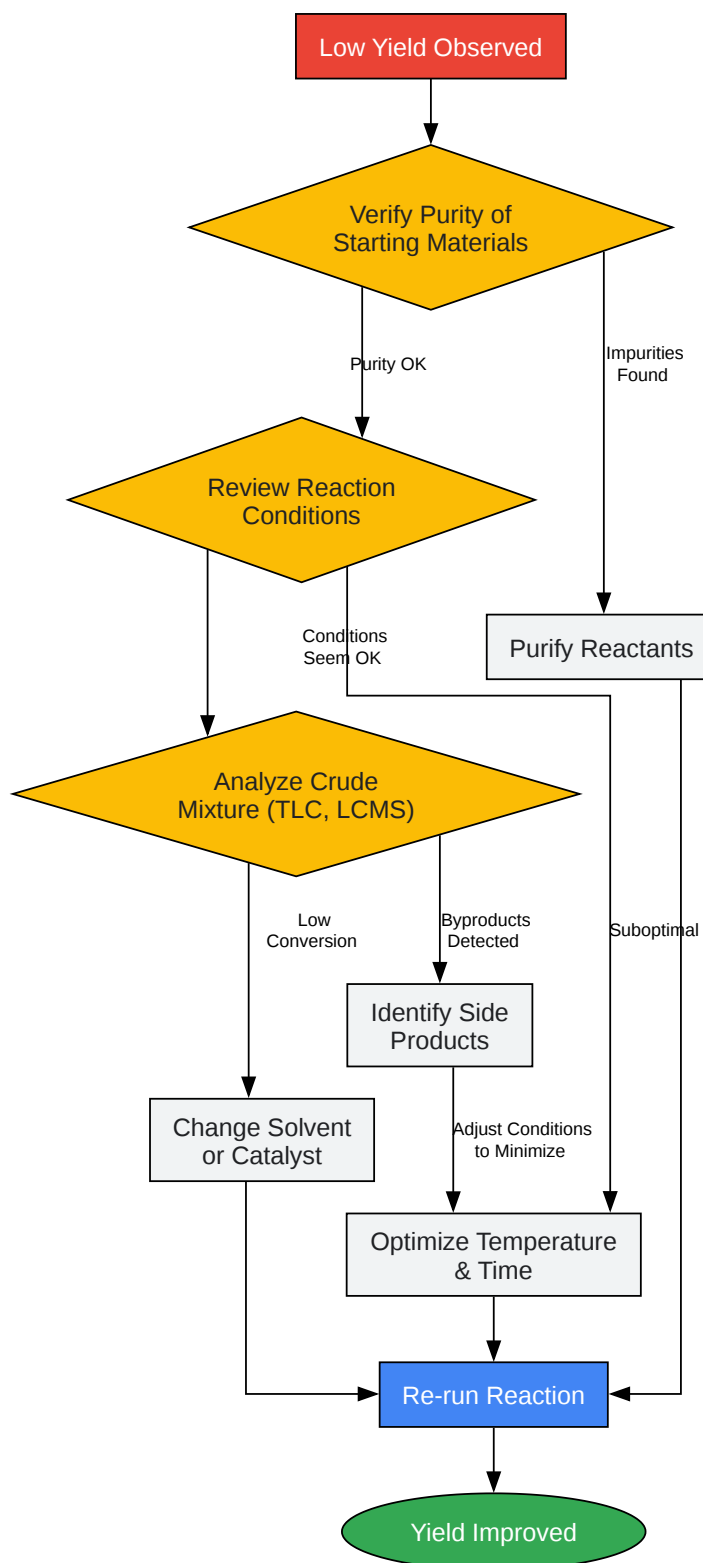 Low Yield Observed
Verify Purity of
Starting Materials
Purity OK
Impurities
Found
Review Reaction
Conditions
Conditions
Seem OK
Purify Reactants
Analyze Crude
Mixture (TLC, LCMS)
Low
Conversion
Byproducts
Detected
Suboptimal
Identify Side
Products
Change Solvent
or Catalyst
Adjust Conditions
to Minimize
Optimize Temperature
& Time
Re-run Reaction
Yield Improved